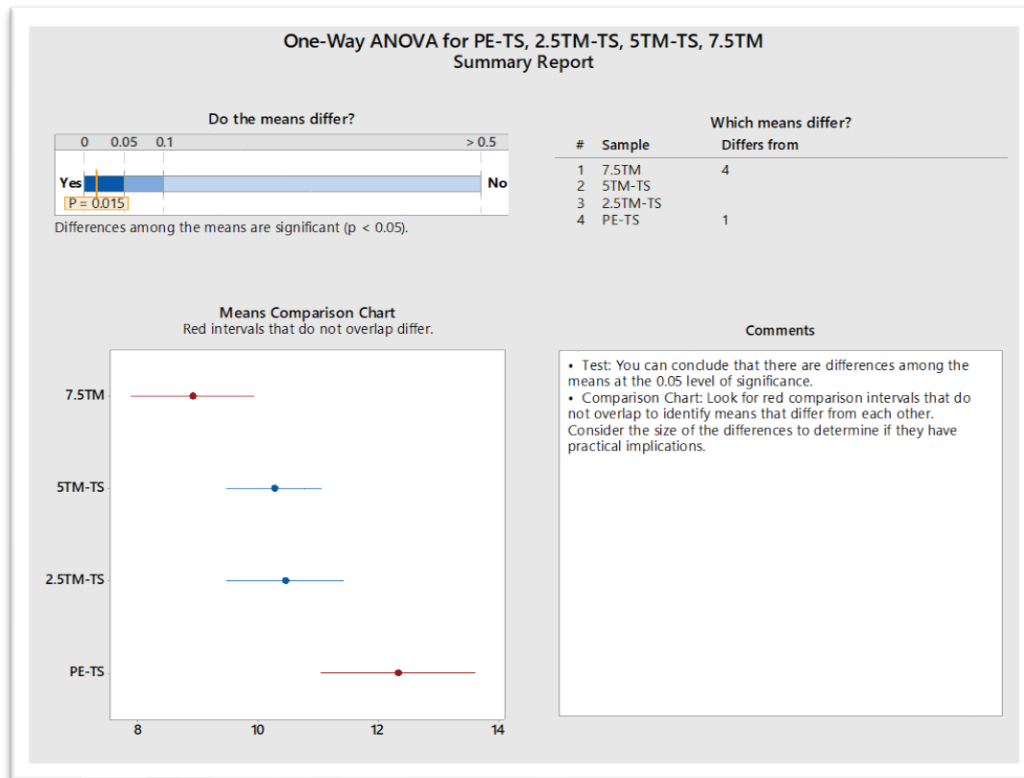 One-Way ANOVA for PE-TS, 2.5TM-TS, 5TM-TS, 7.5TM
Summary Report
Do the means differ?
0 0.05 0.1 > 0.5
Yes No
P = 0.015
Differences among the means are significant (p < 0.05).
Which means differ?
# Sample Differs from
1 7.5TM 4
2 5TM-TS
3 2.5TM-TS
4 PE-TS 1
Means Comparison Chart
Red intervals that do not overlap differ.
7.5TM
5TM-TS
2.5TM-TS
PE-TS
8 10 12 14
Comments
• Test: You can conclude that there are differences among the
means at the 0.05 level of significance.
• Comparison Chart: Look for red comparison intervals that do
not overlap to identify means that differ from each other.
Consider the size of the differences to determine if they have
practical implications.